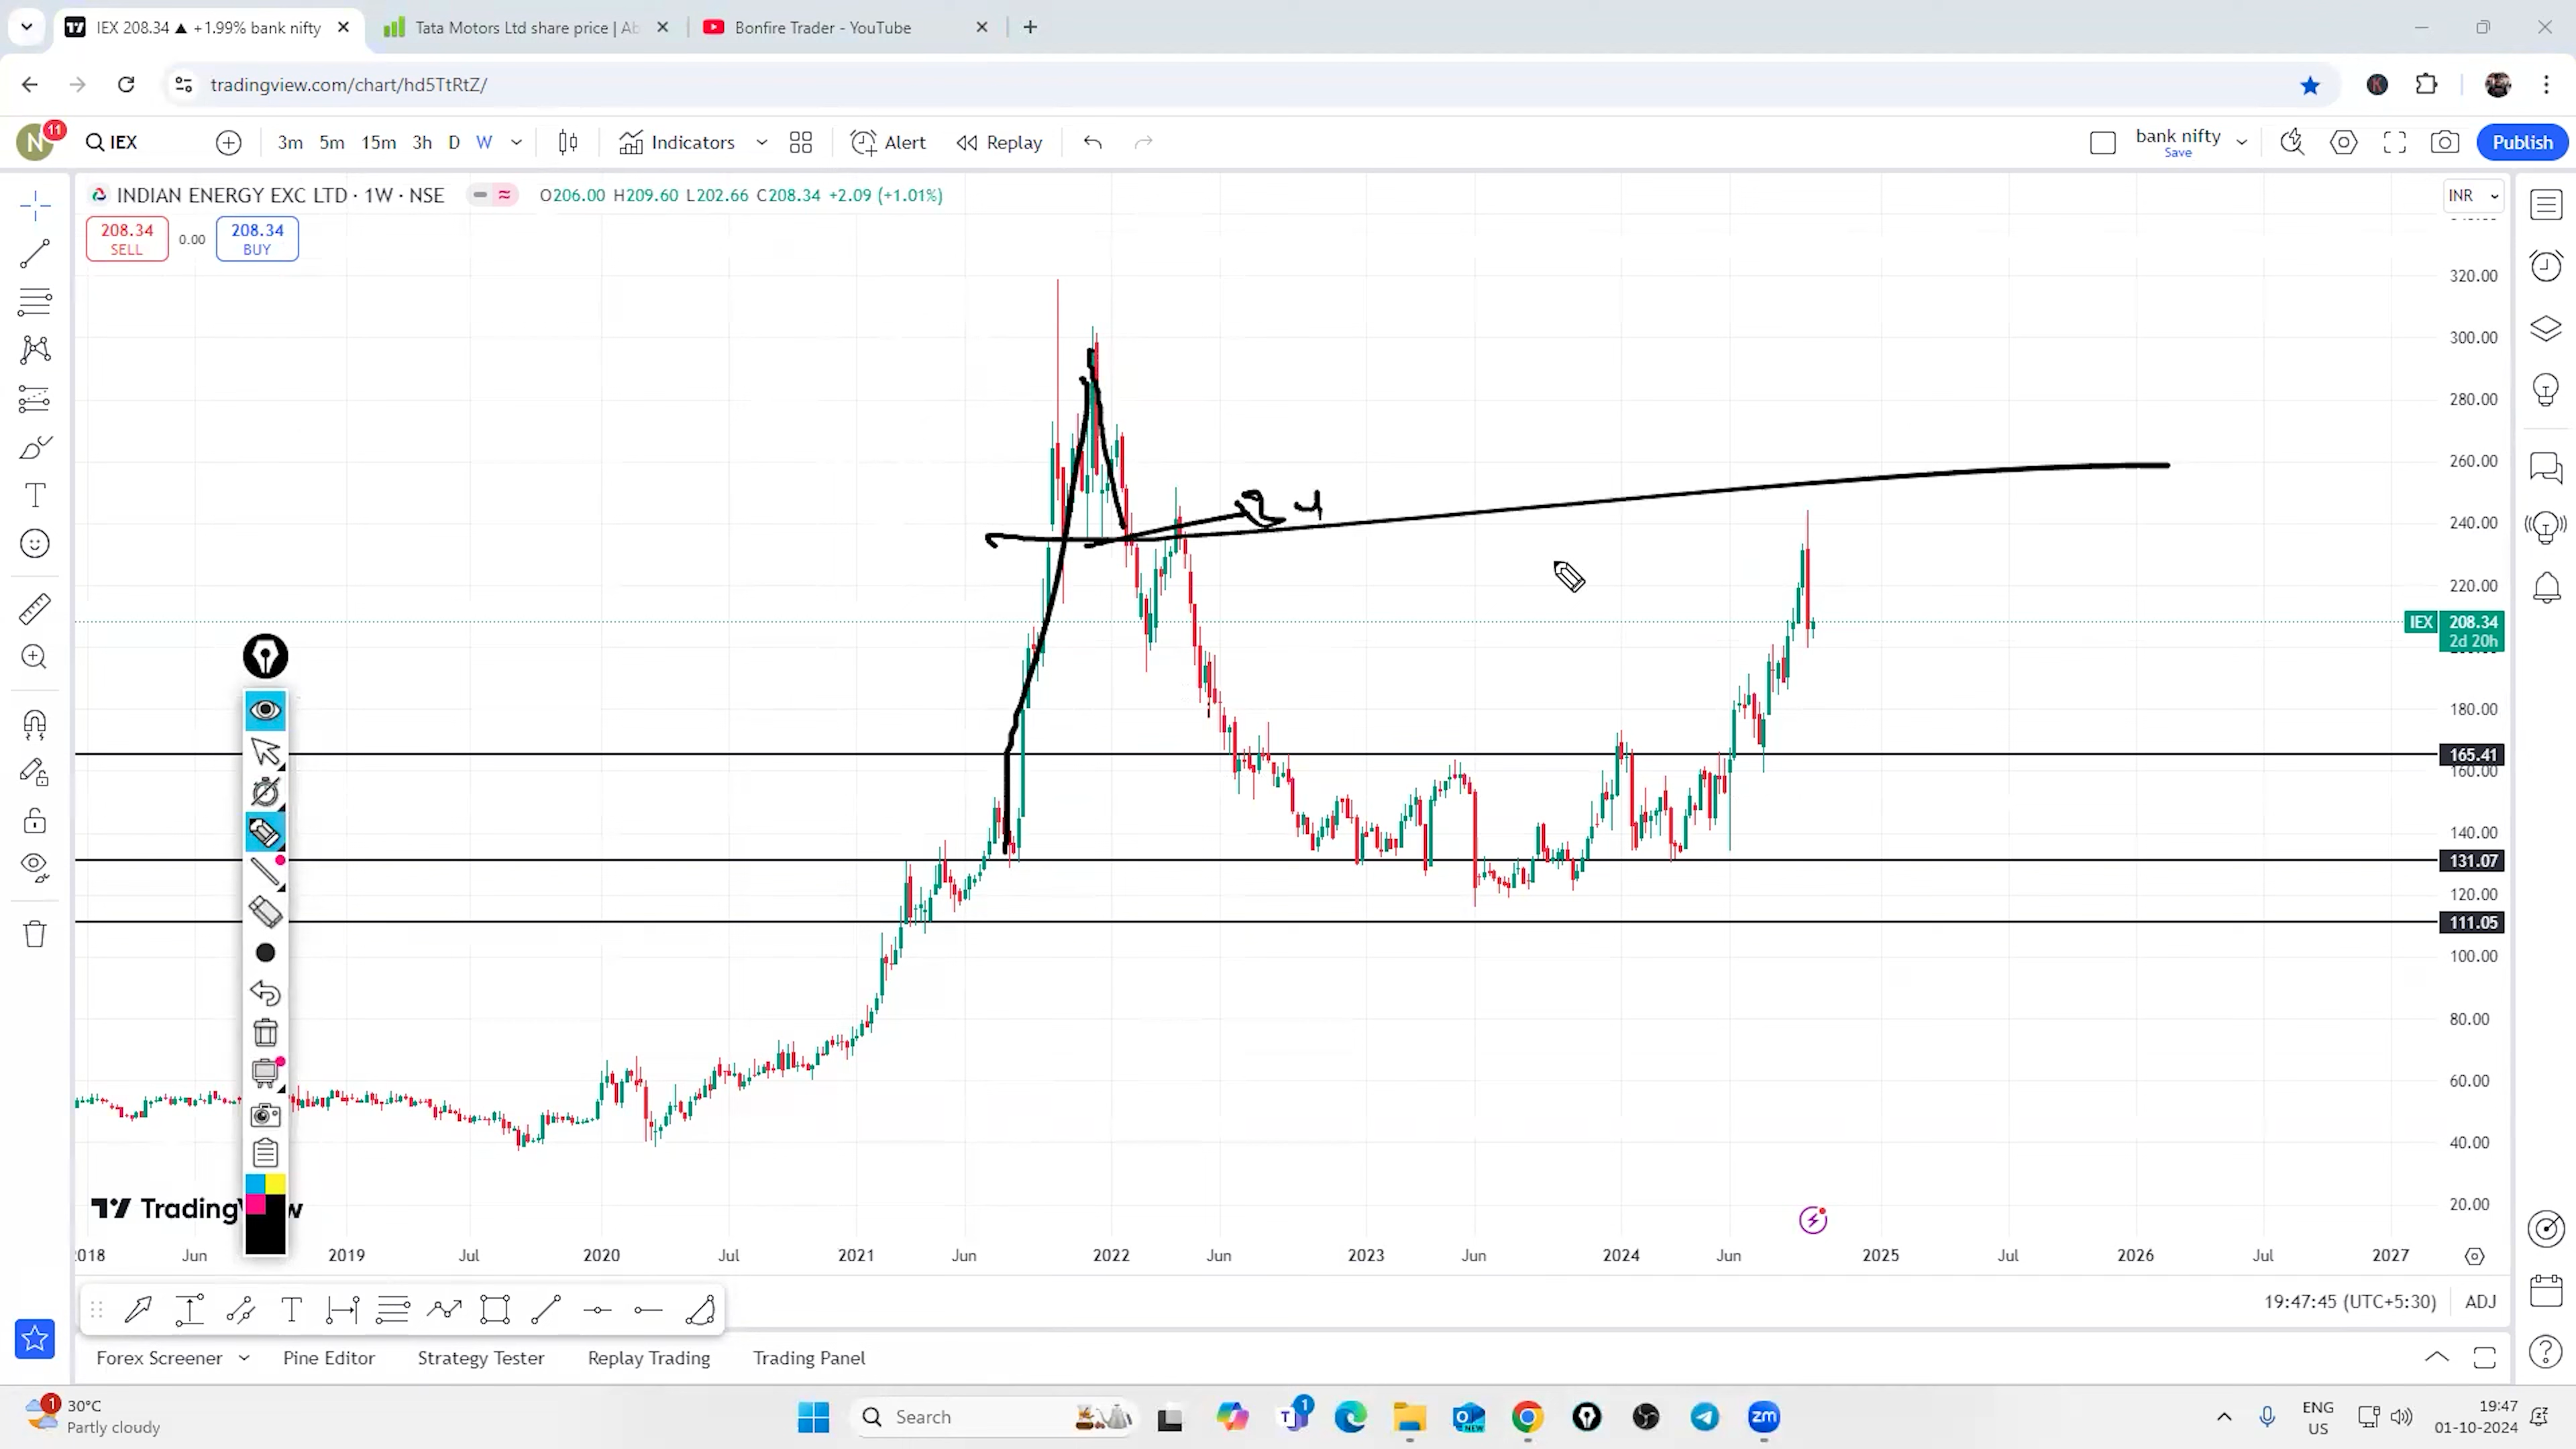 IEX 208.34 ▲ +1.99% bank nifty
Tata Motors Ltd share price | Ab
Bonfire Trader - YouTube
tradingview.com/chart/hd5TtRtZ/
N 11 IEX 3m 5m 15m 3h D W Indicators Alert Replay bank nifty Save Publish
INDIAN ENERGY EXC LTD · 1W · NSE O206.00 H209.60 L202.66 C208.34 +2.09 (+1.01%) INR
208.34 SELL 0.00 208.34 BUY
320.00
300.00
280.00
260.00
240.00
220.00
IEX 208.34
2d 20h
180.00
165.41
160.00
140.00
131.07
120.00
111.05
100.00
80.00
60.00
40.00
20.00
TradingV w
2018 Jun 2019 Jul 2020 Jul 2021 Jun 2022 Jun 2023 Jun 2024 Jun 2025 Jul 2026 Jul 2027
19:47:45 (UTC+5:30) ADJ
Forex Screener Pine Editor Strategy Tester Replay Trading Trading Panel
1 30°C
Partly cloudy
Search
1
zm
ENG
US
19:47
01-10-2024